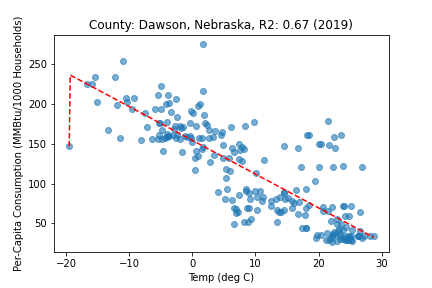 County: Dawson, Nebraska, R2: 0.67 (2019)
Per-Capita Consumption (MMBtu/1000 Households)
250
200
150
100
50
−20 −10 0 10 20 30
Temp (deg C)